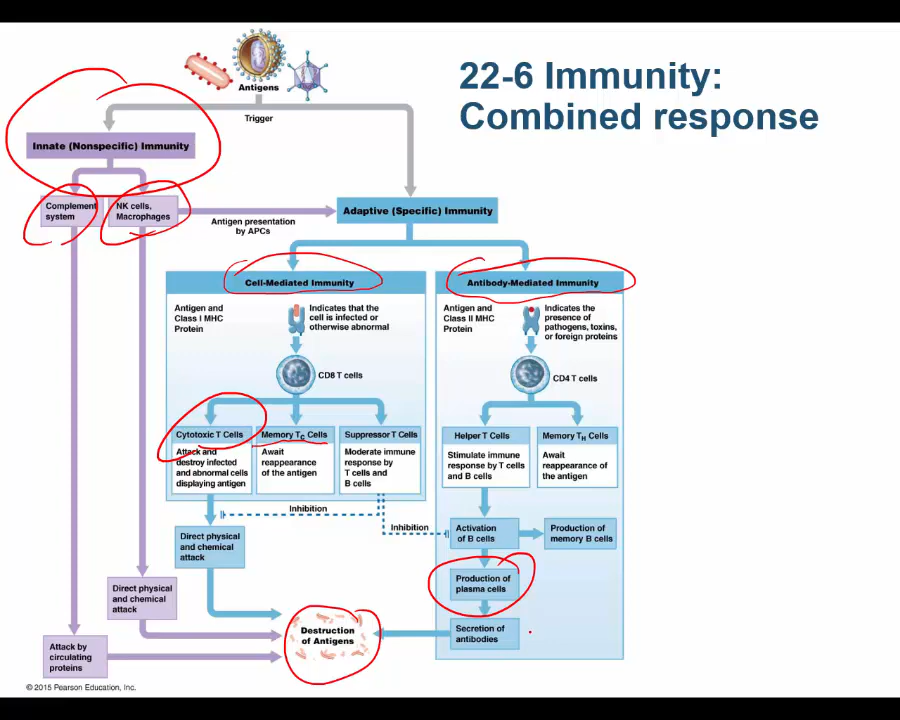 22-6 Immunity:
Combined response
Antigens
Trigger
Innate (Nonspecific) Immunity
Complement
system
NK cells,
Macrophages
Antigen presentation
by APCs
Adaptive (Specific) Immunity
Cell-Mediated Immunity
Antigen and
Class I MHC
Protein
Indicates that the
cell is infected or
otherwise abnormal
CD8 T cells
Cytotoxic T Cells
Attack and
destroy infected
and abnormal cells
displaying antigen
Memory TC Cells
Await
reappearance
of the antigen
Suppressor T Cells
Moderate immune
response by
T cells and
B cells
Inhibition
Inhibition
Direct physical
and chemical
attack
Antibody-Mediated Immunity
Antigen and
Class II MHC
Protein
Indicates the
presence of
pathogens, toxins,
or foreign proteins
CD4 T cells
Helper T Cells
Stimulate immune
response by T cells
and B cells
Memory TH Cells
Await
reappearance of
the antigen
Activation
of B cells
Production of
memory B cells
Production of
plasma cells
Secretion of
antibodies
Direct physical
and chemical
attack
Destruction
of Antigens
Attack by
circulating
proteins
© 2015 Pearson Education, Inc.